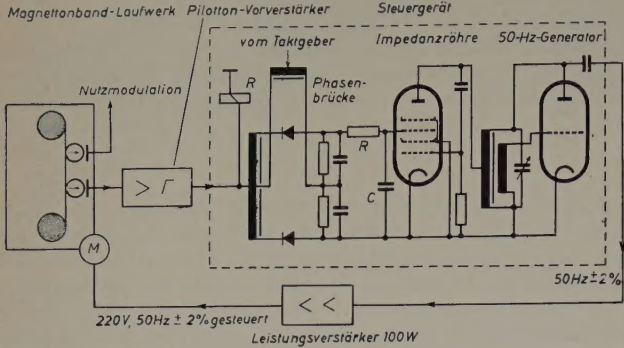 Magnettonband-Laufwerk Pilotton-Vorverstärker Steuergerät
vom Taktgeber Impedanzröhre 50-Hz-Generator
Nutzmodulation
R
Phasen-
brücke
> Γ
R
C
M
50Hz ± 2%
220V, 50Hz ± 2% gesteuert
< <
Leistungsverstärker 100W